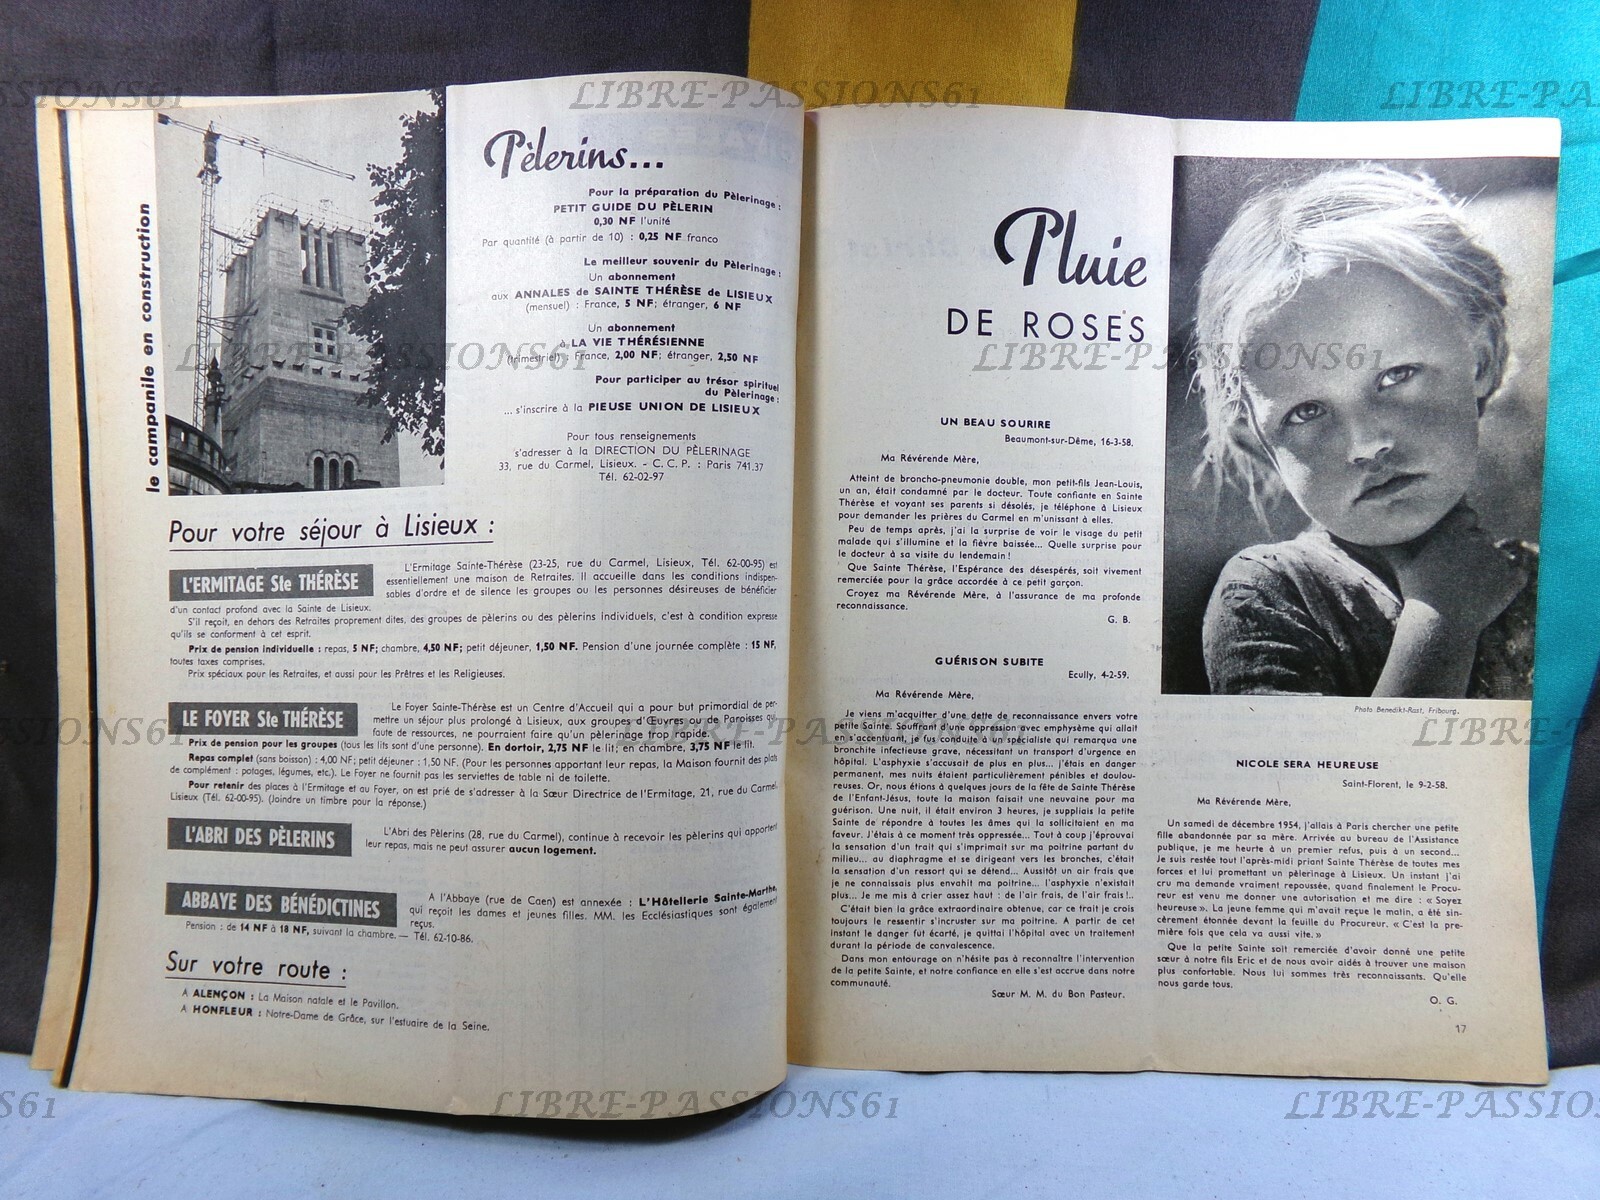 le campanile en construction
Pèlerins...
Pour la préparation du Pèlerinage :
PETIT GUIDE DU PÈLERIN
0,30 NF l'unité
Par quantité (à partir de 10) : 0,25 NF franco
Le meilleur souvenir du Pèlerinage :
Un abonnement
aux ANNALES de SAINTE THÉRÈSE de LISIEUX
(mensuel) : France, 5 NF; étranger, 6 NF
Un abonnement
à LA VIE THÉRÉSIENNE
(trimestriel) : France, 2,00 NF; étranger, 2,50 NF
Pour participer au trésor spirituel
du Pèlerinage :
... s'inscrire à la PIEUSE UNION DE LISIEUX
Pour tous renseignements
s'adresser à la DIRECTION DU PÈLERINAGE
33, rue du Carmel, Lisieux. - C. C. P. : Paris 741.37
Tél. 62-02-97
Pour votre séjour à Lisieux :
L'ERMITAGE Ste THÉRÈSE
L'Ermitage Sainte-Thérèse (23-25, rue du Carmel, Lisieux, Tél. 62-00-95) est
essentiellement une maison de Retraites. Il accueille dans les conditions indispen-
sables d'ordre et de silence les groupes ou les personnes désireuses de bénéficier
d'un contact profond avec la Sainte de Lisieux.
S'il reçoit, en dehors des Retraites proprement dites, des groupes de pèlerins ou des pèlerins individuels, c'est à condition expresse
qu'ils se conforment à cet esprit.
Prix de pension individuelle : repas, 5 NF; chambre, 4,50 NF; petit déjeuner, 1,50 NF. Pension d'une journée complète : 15 NF,
toutes taxes comprises.
Prix spéciaux pour les Retraites, et aussi pour les Prêtres et les Religieuses.
LE FOYER Ste THÉRÈSE
Le Foyer Sainte-Thérèse est un Centre d'Accueil qui a pour but primordial de per-
mettre un séjour plus prolongé à Lisieux, aux groupes d'Œuvres ou de Paroisses qui,
faute de ressources, ne pourraient faire qu'un pèlerinage trop rapide.
Prix de pension pour les groupes (tous les lits sont d'une personne). En dortoir, 2,75 NF le lit; en chambre, 3,75 NF le lit.
Repas complet (sans boisson) : 4,00 NF; petit déjeuner : 1,50 NF. (Pour les personnes apportant leur repas, la Maison fournit des plats
de complément : potages, légumes, etc.). Le Foyer ne fournit pas les serviettes de table ni de toilette.
Pour retenir des places à l'Ermitage et au Foyer, on est prié de s'adresser à la Sœur Directrice de l'Ermitage, 21, rue du Carmel,
Lisieux (Tél. 62-00-95). (Joindre un timbre pour la réponse.)
L'ABRI DES PÈLERINS
L'Abri des Pèlerins (28, rue du Carmel), continue à recevoir les pèlerins qui apportent
leur repas, mais ne peut assurer aucun logement.
ABBAYE DES BÉNÉDICTINES
A l'Abbaye (rue de Caen) est annexée : L'Hôtellerie Sainte-Marthe,
qui reçoit les dames et jeunes filles. MM. les Ecclésiastiques sont également
reçus.
Pension : de 14 NF à 18 NF, suivant la chambre. — Tél. 62-10-86.
Sur votre route :
A ALENÇON : La Maison natale et le Pavillon.
A HONFLEUR : Notre-Dame de Grâce, sur l'estuaire de la Seine.
Pluie
DE ROSES
UN BEAU SOURIRE
Beaumont-sur-Dême, 16-3-58.
Ma Révérende Mère,
Atteint de broncho-pneumonie double, mon petit-fils Jean-Louis,
un an, était condamné par le docteur. Toute confiante en Sainte
Thérèse et voyant ses parents si désolés, je téléphone à Lisieux
pour demander les prières du Carmel en m'unissant à elles.
Peu de temps après, j'ai la surprise de voir le visage du petit
malade qui s'illumine et la fièvre baissée... Quelle surprise pour
le docteur à sa visite du lendemain !
Que Sainte Thérèse, l'Espérance des désespérés, soit vivement
remerciée pour la grâce accordée à ce petit garçon.
Croyez ma Révérende Mère, à l'assurance de ma profonde
reconnaissance.
G. B.
GUÉRISON SUBITE
Ecully, 4-2-59.
Ma Révérende Mère,
Je viens m'acquitter d'une dette de reconnaissance envers votre
petite Sainte. Souffrant d'une oppression avec emphysème qui allait
en s'accentuant, je fus conduite à un spécialiste qui remarque une
bronchite infectieuse grave, nécessitant un transport d'urgence en
hôpital. L'asphyxie s'accusait de plus en plus... j'étais en danger
permanent, mes nuits étaient particulièrement pénibles et doulou-
reuses. Or, nous étions à quelques jours de la fête de Sainte Thérèse
de l'Enfant-Jésus, toute la maison faisait une neuvaine pour ma
guérison. Une nuit, il était environ 3 heures, je suppliais la petite
Sainte de répondre à toutes les âmes qui la sollicitaient en ma
faveur. J'étais à ce moment très oppressée... Tout à coup j'éprouvai
la sensation d'un trait qui s'imprimait sur ma poitrine partant du
milieu... au diaphragme et se dirigeant vers les bronches, c'était
la sensation d'un ressort qui se détend... Aussitôt un air frais que
je ne connaissais plus envahit ma poitrine... l'asphyxie n'existait
plus... Je me mis à crier assez haut : de l'air frais, de l'air frais !..
C'était bien la grâce extraordinaire obtenue, car ce trait je crois
toujours le ressentir s'incruster sur ma poitrine. A partir de cet
instant le danger fut écarté, je quittai l'hôpital avec un traitement
durant la période de convalescence.
Dans mon entourage on n'hésite pas à reconnaître l'intervention
de la petite Sainte, et notre confiance en elle s'est accrue dans notre
communauté.
Sœur M. M. du Bon Pasteur.
Photo Benedikt-Rast, Fribourg.
NICOLE SERA HEUREUSE
Saint-Florent, le 9-2-58.
Ma Révérende Mère,
Un samedi de décembre 1954, j'allais à Paris chercher une petite
fille abandonnée par sa mère. Arrivée au bureau de l'Assistance
publique, je me heurte à un premier refus, puis à un second...
Je suis restée tout l'après-midi priant Sainte Thérèse de toutes mes
forces et lui promettant un pèlerinage à Lisieux. Un instant j'ai
cru ma demande vraiment repoussée, quand finalement le Procu-
reur est venu me donner une autorisation et me dire : « Soyez
heureuse ». La jeune femme qui m'avait reçue le matin, a été sin-
cèrement étonnée devant la feuille du Procureur. « C'est la pre-
mière fois que cela va aussi vite. »
Que la petite Sainte soit remerciée d'avoir donné une petite
sœur à notre fils Eric et de nous avoir aidés à trouver une maison
plus confortable. Nous lui sommes très reconnaissants. Qu'elle
nous garde tous.
O. G.
17
LIBRE-PASSIONS61